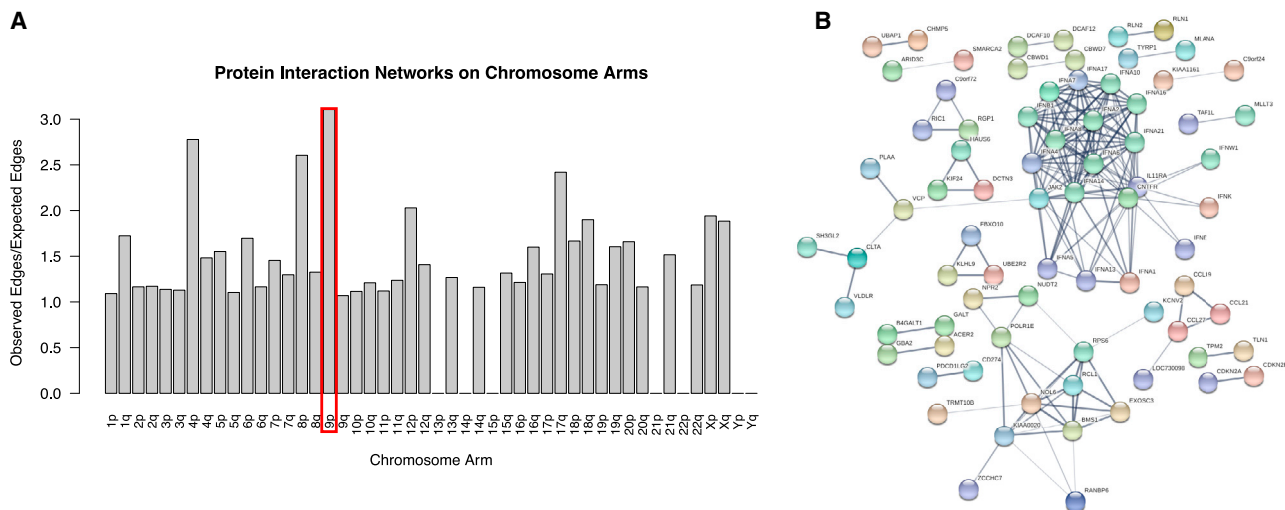 A
B
Protein Interaction Networks on Chromosome Arms
Observed Edges/Expected Edges
3.0
2.5
2.0
1.5
1.0
0.5
0.0
1p 1q 2p 2q 3p 3q 4p 4q 5q 6p 6q 7p 7q 8p 8q 9p 9q 10p 10q 11p 11q 12p 12q 13p 13q 14p 14q 15p 15q 16q 17p 17q 18p 18q 19p 19q 20p 20q 21p 21q 22p 22q Xp Xq Yp Yq
Chromosome Arm
UBAP1
CHMP5
ARID3C
SMARCA2
DCAF10
DCAF12
CBWD1
CBWD7
RLN2
RLN1
TYRP1
MLANA
KIAA1161
C9orf24
C9orf72
RIC1
RGP1
HAUS6
KIF24
DCTN3
IFNA7
IFNA17
IFNA10
IFNA16
IFNB1
IFNA2
IFNA21
IFNA4
IFNA14
JAK2
IL11RA
CNTFR
TAF1L
MLLT3
IFNW1
IFNK
PLAA
VCP
SH3GL2
CLTA
VLDLR
FBXO10
KLHL9
UBE2R2
IFNA5
IFNA13
IFNA1
NPR2
NUDT2
POLR1E
B4GALT1
GALT
GBA2
ACER2
PDCD1LG2
CD274
TRMT10B
NOL6
RPS6
RCL1
EXOSC3
BMS1
KIAA0020
ZCCHC7
RANBP6
KCNV2
CCL19
CCL21
CCL27
LOC730098
TPM2
TLN1
CDKN2A